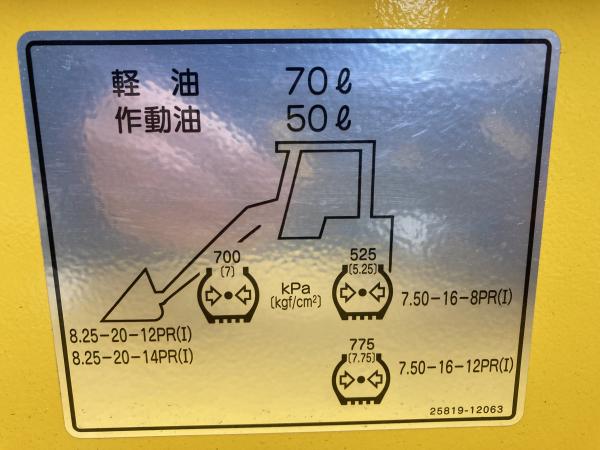 軽油 70ℓ
作動油 50ℓ
700
(7)
525
(5.25)
kPa
(kgf/cm²)
7.50-16-8PR(I)
8.25-20-12PR(I)
8.25-20-14PR(I)
775
(7.75)
7.50-16-12PR(I)
25819-12063